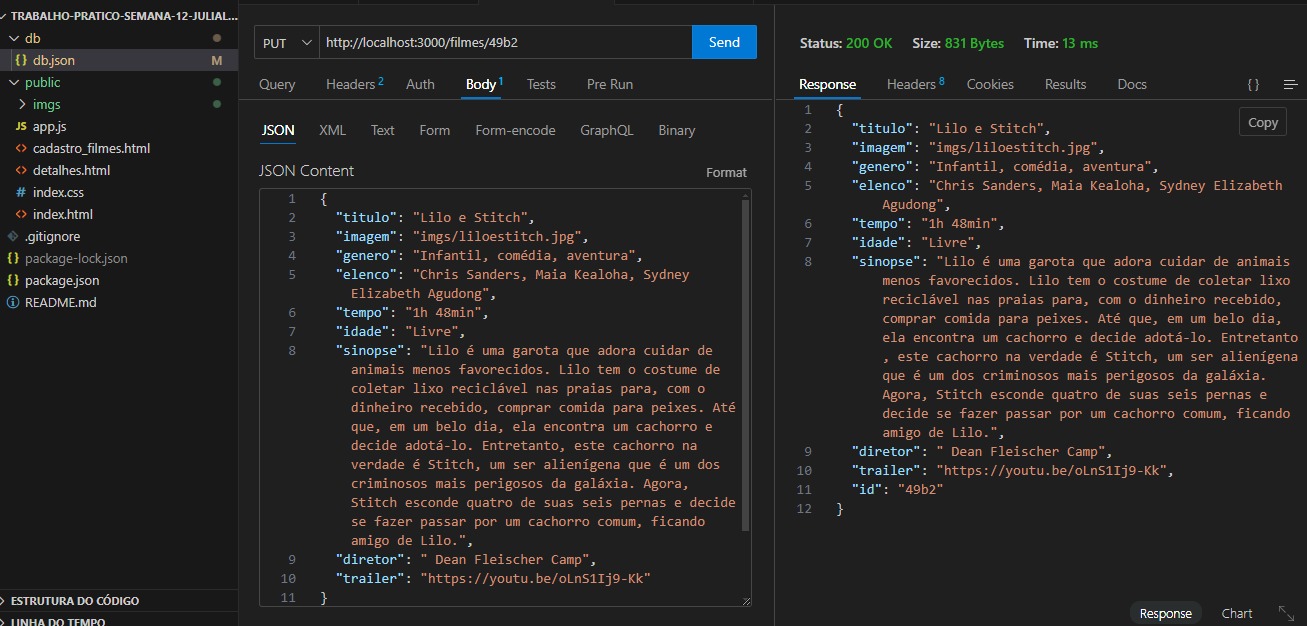 TRABALHO-PRATICO-SEMANA-12-JULIAL...
db
{} db.json M
public
imgs
JS app.js
<> cadastro_filmes.html
<> detalhes.html
# index.css
<> index.html
.gitignore
{} package-lock.json
{} package.json
README.md
ESTRUTURA DO CÓDIGO
LINHA DO TEMPO
PUT http://localhost:3000/filmes/49b2 Send
Query Headers 2 Auth Body 1 Tests Pre Run
JSON XML Text Form Form-encode GraphQL Binary
JSON Content Format
1 {
2 "titulo": "Lilo e Stitch",
3 "imagem": "imgs/liloestitch.jpg",
4 "genero": "Infantil, comédia, aventura",
5 "elenco": "Chris Sanders, Maia Kealoha, Sydney
Elizabeth Agudong",
6 "tempo": "1h 48min",
7 "idade": "Livre",
8 "sinopse": "Lilo é uma garota que adora cuidar de
animais menos favorecidos. Lilo tem o costume de
coletar lixo reciclável nas praias para, com o
dinheiro recebido, comprar comida para peixes. Até
que, em um belo dia, ela encontra um cachorro e
decide adotá-lo. Entretanto, este cachorro na
verdade é Stitch, um ser alienígena que é um dos
criminosos mais perigosos da galáxia. Agora,
Stitch esconde quatro de suas seis pernas e decide
se fazer passar por um cachorro comum, ficando
amigo de Lilo.",
9 "diretor": " Dean Fleischer Camp",
10 "trailer": "https://youtu.be/oLnS1Ij9-Kk"
11 }
Status: 200 OK Size: 831 Bytes Time: 13 ms
Response Headers 8 Cookies Results Docs {}
Copy
1 {
2 "titulo": "Lilo e Stitch",
3 "imagem": "imgs/liloestitch.jpg",
4 "genero": "Infantil, comédia, aventura",
5 "elenco": "Chris Sanders, Maia Kealoha, Sydney Elizabeth
Agudong",
6 "tempo": "1h 48min",
7 "idade": "Livre",
8 "sinopse": "Lilo é uma garota que adora cuidar de animais
menos favorecidos. Lilo tem o costume de coletar lixo
reciclável nas praias para, com o dinheiro recebido,
comprar comida para peixes. Até que, em um belo dia,
ela encontra um cachorro e decide adotá-lo. Entretanto
, este cachorro na verdade é Stitch, um ser alienígena
que é um dos criminosos mais perigosos da galáxia.
Agora, Stitch esconde quatro de suas seis pernas e
decide se fazer passar por um cachorro comum, ficando
amigo de Lilo.",
9 "diretor": " Dean Fleischer Camp",
10 "trailer": "https://youtu.be/oLnS1Ij9-Kk",
11 "id": "49b2"
12 }
Response Chart